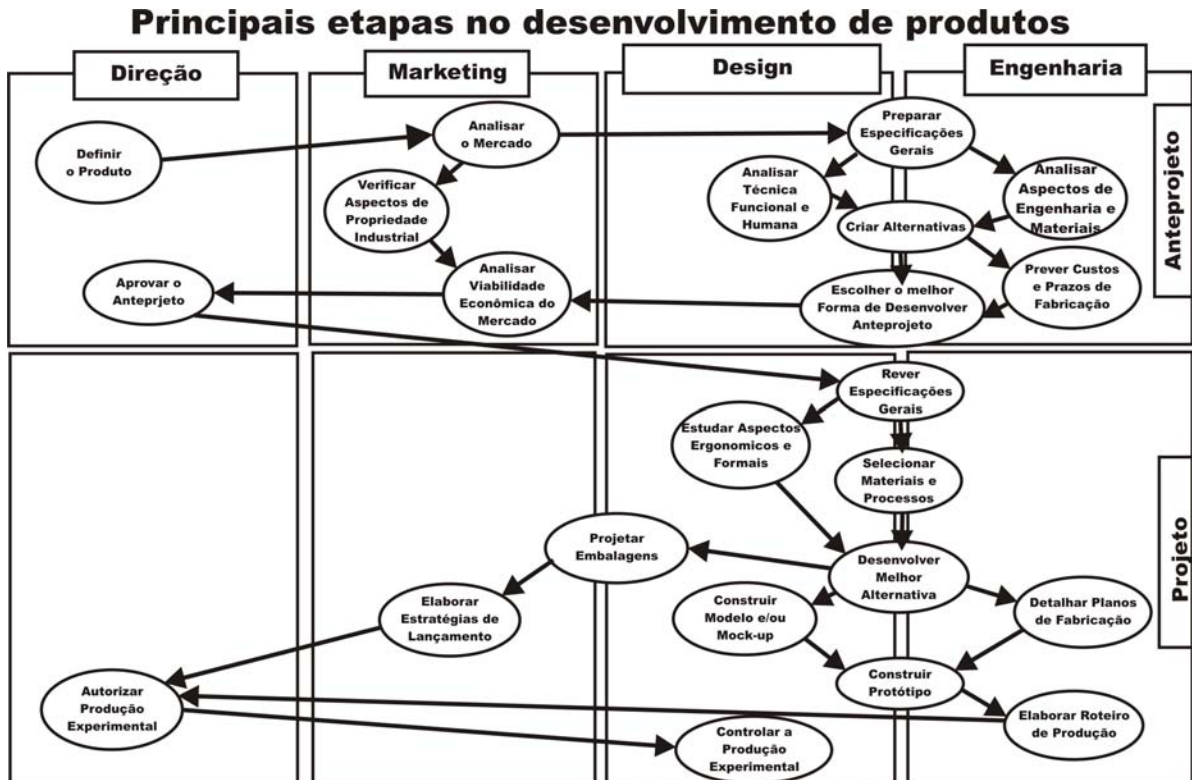 Principais etapas no desenvolvimento de produtos
Direção
Marketing
Design
Engenharia
Anteprojeto
Definir
o Produto
Analisar
o Mercado
Preparar
Especificações
Gerais
Verificar
Aspectos de
Propriedade
Industrial
Analisar
Técnica
Funcional e
Humana
Analisar
Aspectos de
Engenharia e
Materiais
Criar Alternativas
Aprovar o
Anteprjeto
Analisar
Viabilidade
Econômica do
Mercado
Escolher o melhor
Forma de Desenvolver
Anteprojeto
Prever Custos
e Prazos de
Fabricação
Projeto
Rever
Especificações
Gerais
Estudar Aspectos
Ergonomicos e
Formais
Selecionar
Materiais e
Processos
Projetar
Embalagens
Desenvolver
Melhor
Alternativa
Elaborar
Estratégias de
Lançamento
Construir
Modelo e/ou
Mock-up
Detalhar Planos
de Fabricação
Construir
Protótipo
Autorizar
Produção
Experimental
Elaborar Roteiro
de Produção
Controlar a
Produção
Experimental